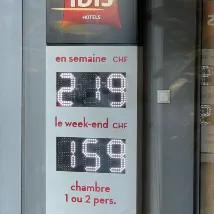 ibis
HOTELS
en semaine CHF
219
le week-end CHF
159
chambre
1 ou 2 pers.